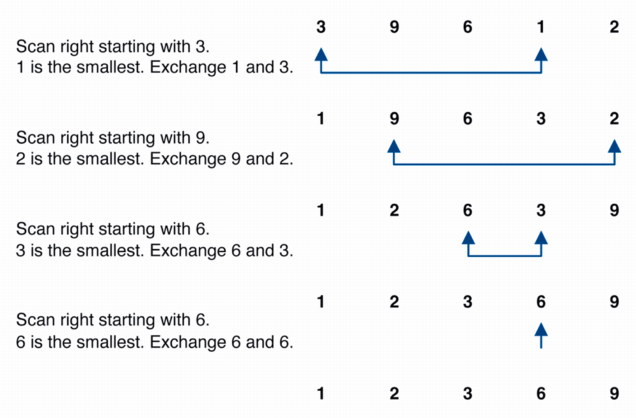 3 9 6 1 2
Scan right starting with 3.
1 is the smallest. Exchange 1 and 3.
1 9 6 3 2
Scan right starting with 9.
2 is the smallest. Exchange 9 and 2.
1 2 6 3 9
Scan right starting with 6.
3 is the smallest. Exchange 6 and 3.
1 2 3 6 9
Scan right starting with 6.
6 is the smallest. Exchange 6 and 6.
1 2 3 6 9